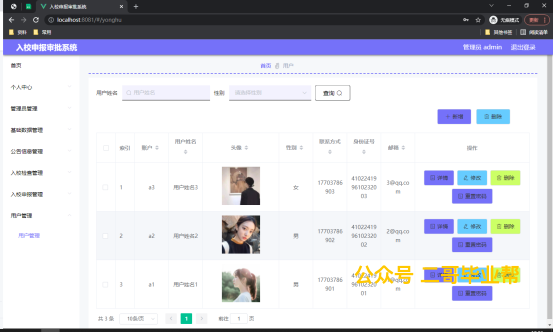 入校申报审批系统
localhost:8081/#/yonghu
无痕模式
更新
资料 常用
其他书签 阅读清单
入校申报审批系统
管理员 admin 退出登录
首页
首页 用户
个人中心
用户姓名 用户姓名 性别 请选择性别 查询
管理员管理
新增 删除
基础数据管理
公告信息管理
索引 账户 用户姓名 头像 性别 联系方式 身份证号 邮箱 操作
入校检查管理
1 a3 用户姓名3 女 17703786903 410224199610232003 3@qq.com 详情 修改 删除 重置密码
入校申报管理
用户管理
用户管理
2 a2 用户姓名2 男 17703786902 410224199610232002 2@qq.com 详情 修改 删除 重置密码
3 a1 用户姓名1 男 17703786901 410224199610232001 详情 修改 删除 重置密码
公众号 二哥毕业帮
共 3 条 10条/页 1 前往 1 页